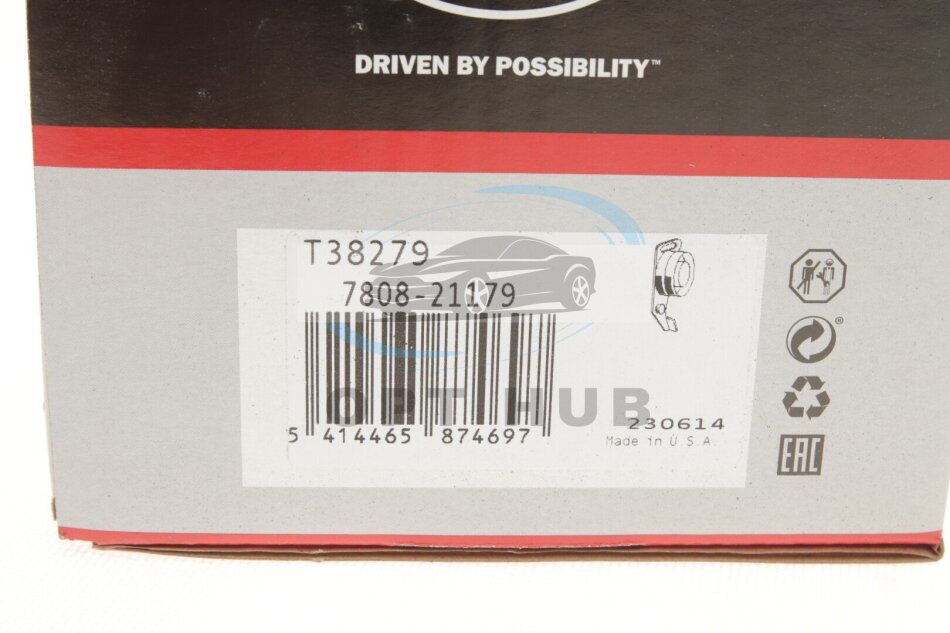 DRIVEN BY POSSIBILITY™
T38279
7808-21179
5 414465 874697
OPT HUB
230614
Made in U.S.A.
®
EAC